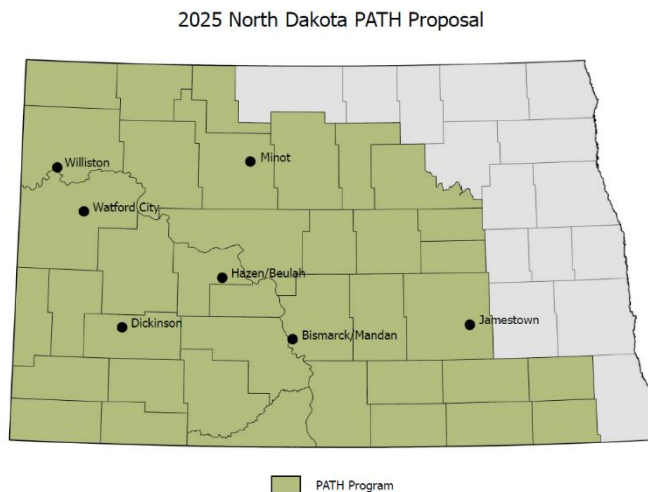 2025 North Dakota PATH Proposal
Williston
Minot
Watford City
Hazen/Beulah
Dickinson
Bismarck/Mandan
Jamestown
PATH Program